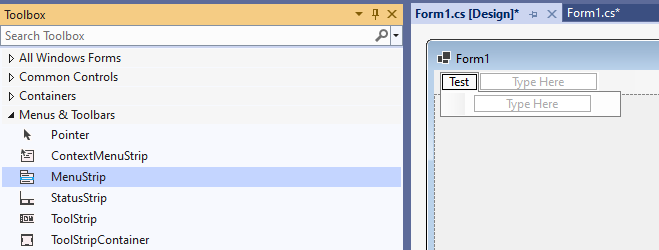 Toolbox
Search Toolbox
All Windows Forms
Common Controls
Containers
Menus & Toolbars
Pointer
ContextMenuStrip
MenuStrip
StatusStrip
ToolStrip
ToolStripContainer
Form1.cs [Design]*
Form1.cs*
Form1
Test
Type Here
Type Here